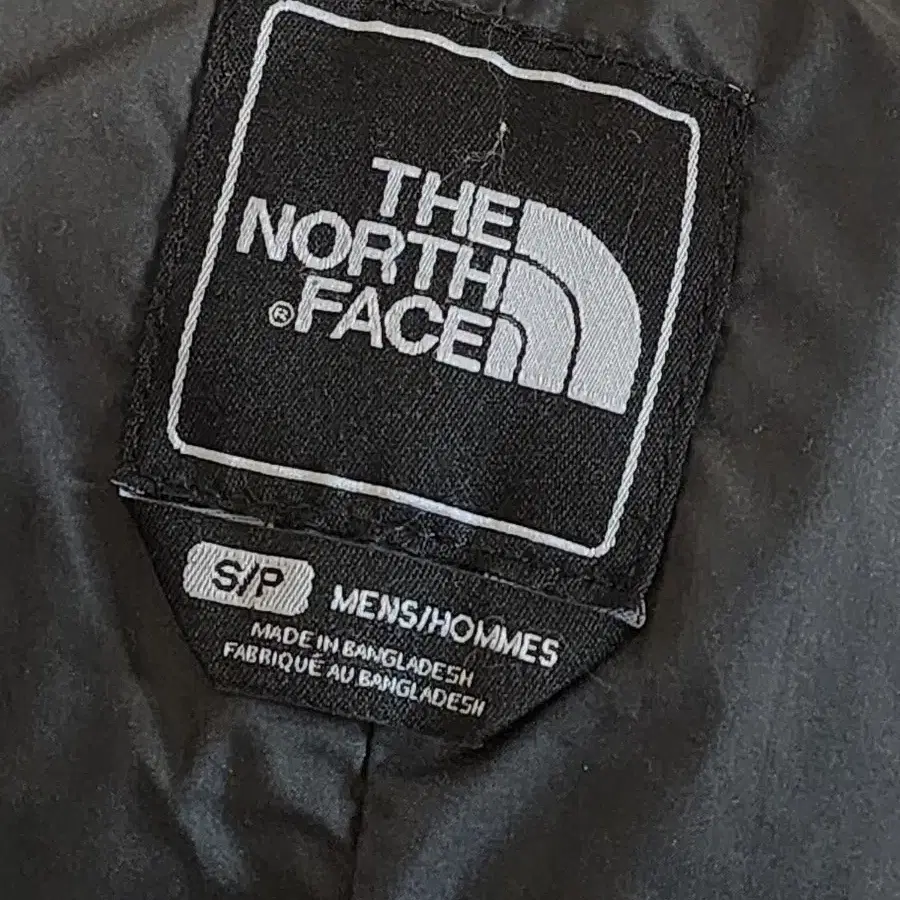 THE
NORTH
®FACE
S/P MENS/HOMMES
MADE IN BANGLADESH
FABRIQUÉ AU BANGLADESH